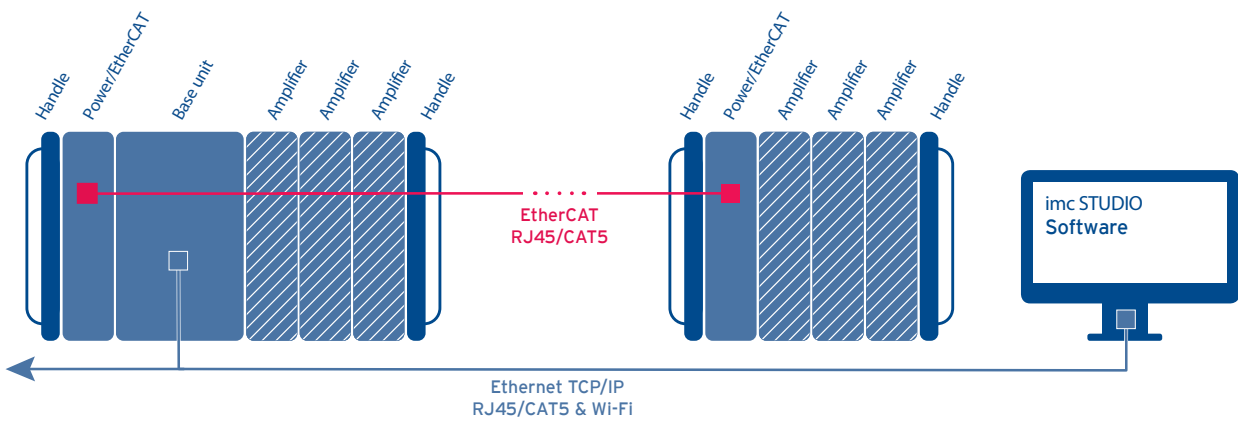 Handle
Power/EtherCAT
Base unit
Amplifier
Amplifier
Amplifier
Handle
Handle
Power/EtherCAT
Amplifier
Amplifier
Amplifier
Handle
EtherCAT
RJ45/CAT5
imc STUDIO
Software
Ethernet TCP/IP
RJ45/CAT5 & Wi-Fi